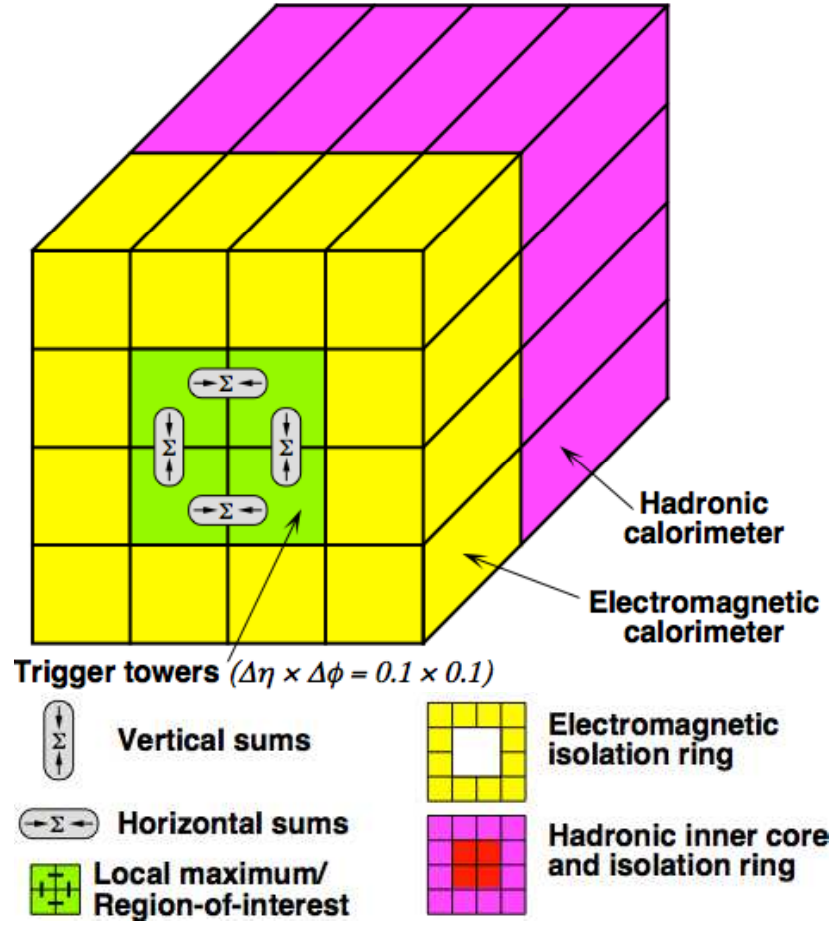 →Σ←
↓
Σ
↑
↓
Σ
↑
→Σ←
Hadronic
calorimeter
Electromagnetic
calorimeter
Trigger towers (Δη × Δϕ = 0.1 × 0.1)
↓
Σ
↑
Vertical sums
→Σ← Horizontal sums
Local maximum/
Region-of-interest
Electromagnetic
isolation ring
Hadronic inner core
and isolation ring